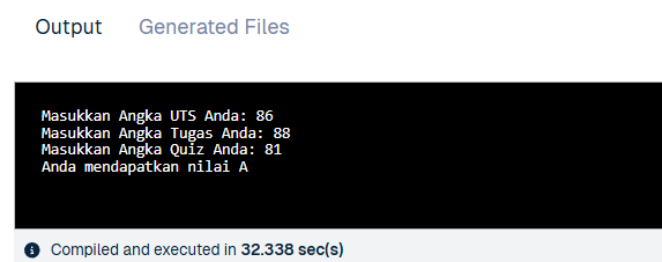 Output Generated Files
Masukkan Angka UTS Anda: 86
Masukkan Angka Tugas Anda: 88
Masukkan Angka Quiz Anda: 81
Anda mendapatkan nilai A
Compiled and executed in 32.338 sec(s)